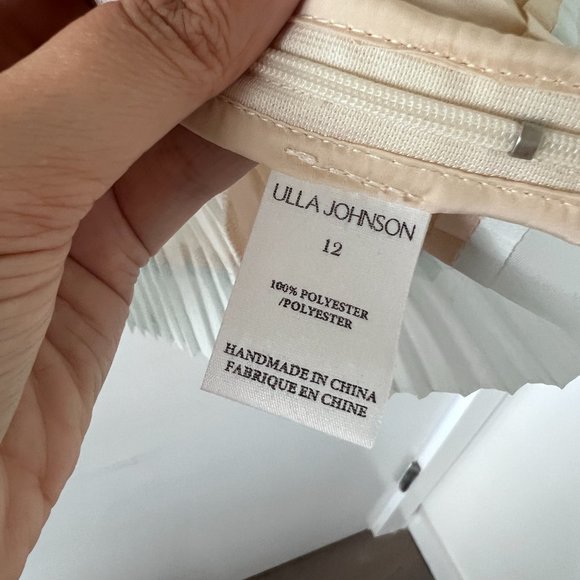 ULLA JOHNSON
12
100% POLYESTER
/POLYESTER
HANDMADE IN CHINA
FABRIQUE EN CHINE